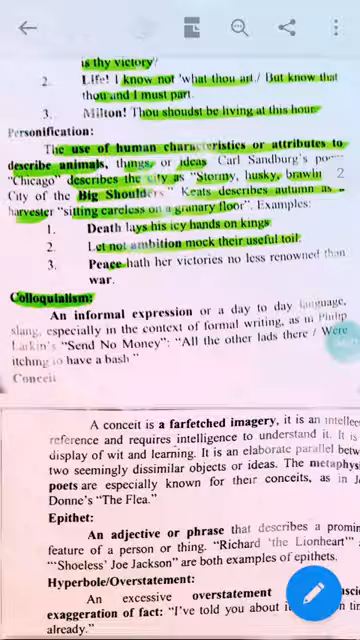 is thy victory?
2. Life! I know not 'what thou art./ But know that
thou and I must part.
3. Milton! Thou shoudst be living at this hour
Personification:
The use of human characteristics or attributes to
describe animals, things, or ideas Carl Sandburg's
"Chicago" describes the city as "Stormy, husky, brawlin
2
City of the Big Shoulders." Keats describes autumn as
harvester "sitting careless on a granary floor". Examples:
1. Death lays his icy hands on kings
2. Let not ambition mock their useful toil
3. Peace hath her victories no less renowned than
war.
Colloquialism:
An informal expression or a day to day language,
slang, especially in the context of formal writing, as in Philip
Larkin's "Send No Money": "All the other lads there / Were
itching to have a bash"
Conceit
A conceit is a farfetched imagery, it is an intellec
reference and requires intelligence to understand it. It is
display of wit and learning. It is an elaborate parallel betw
two seemingly dissimilar objects or ideas. The metaphysi
poets are especially known for their conceits, as in J
Donne's "The Flea."
Epithet:
An adjective or phrase that describes a promin
feature of a person or thing. "Richard 'the Lionheart'"
"'Shoeless' Joe Jackson" are both examples of epithets.
Hyperbole/Overstatement:
An excessive overstatement
exaggeration of fact: "I've told you about it
already."